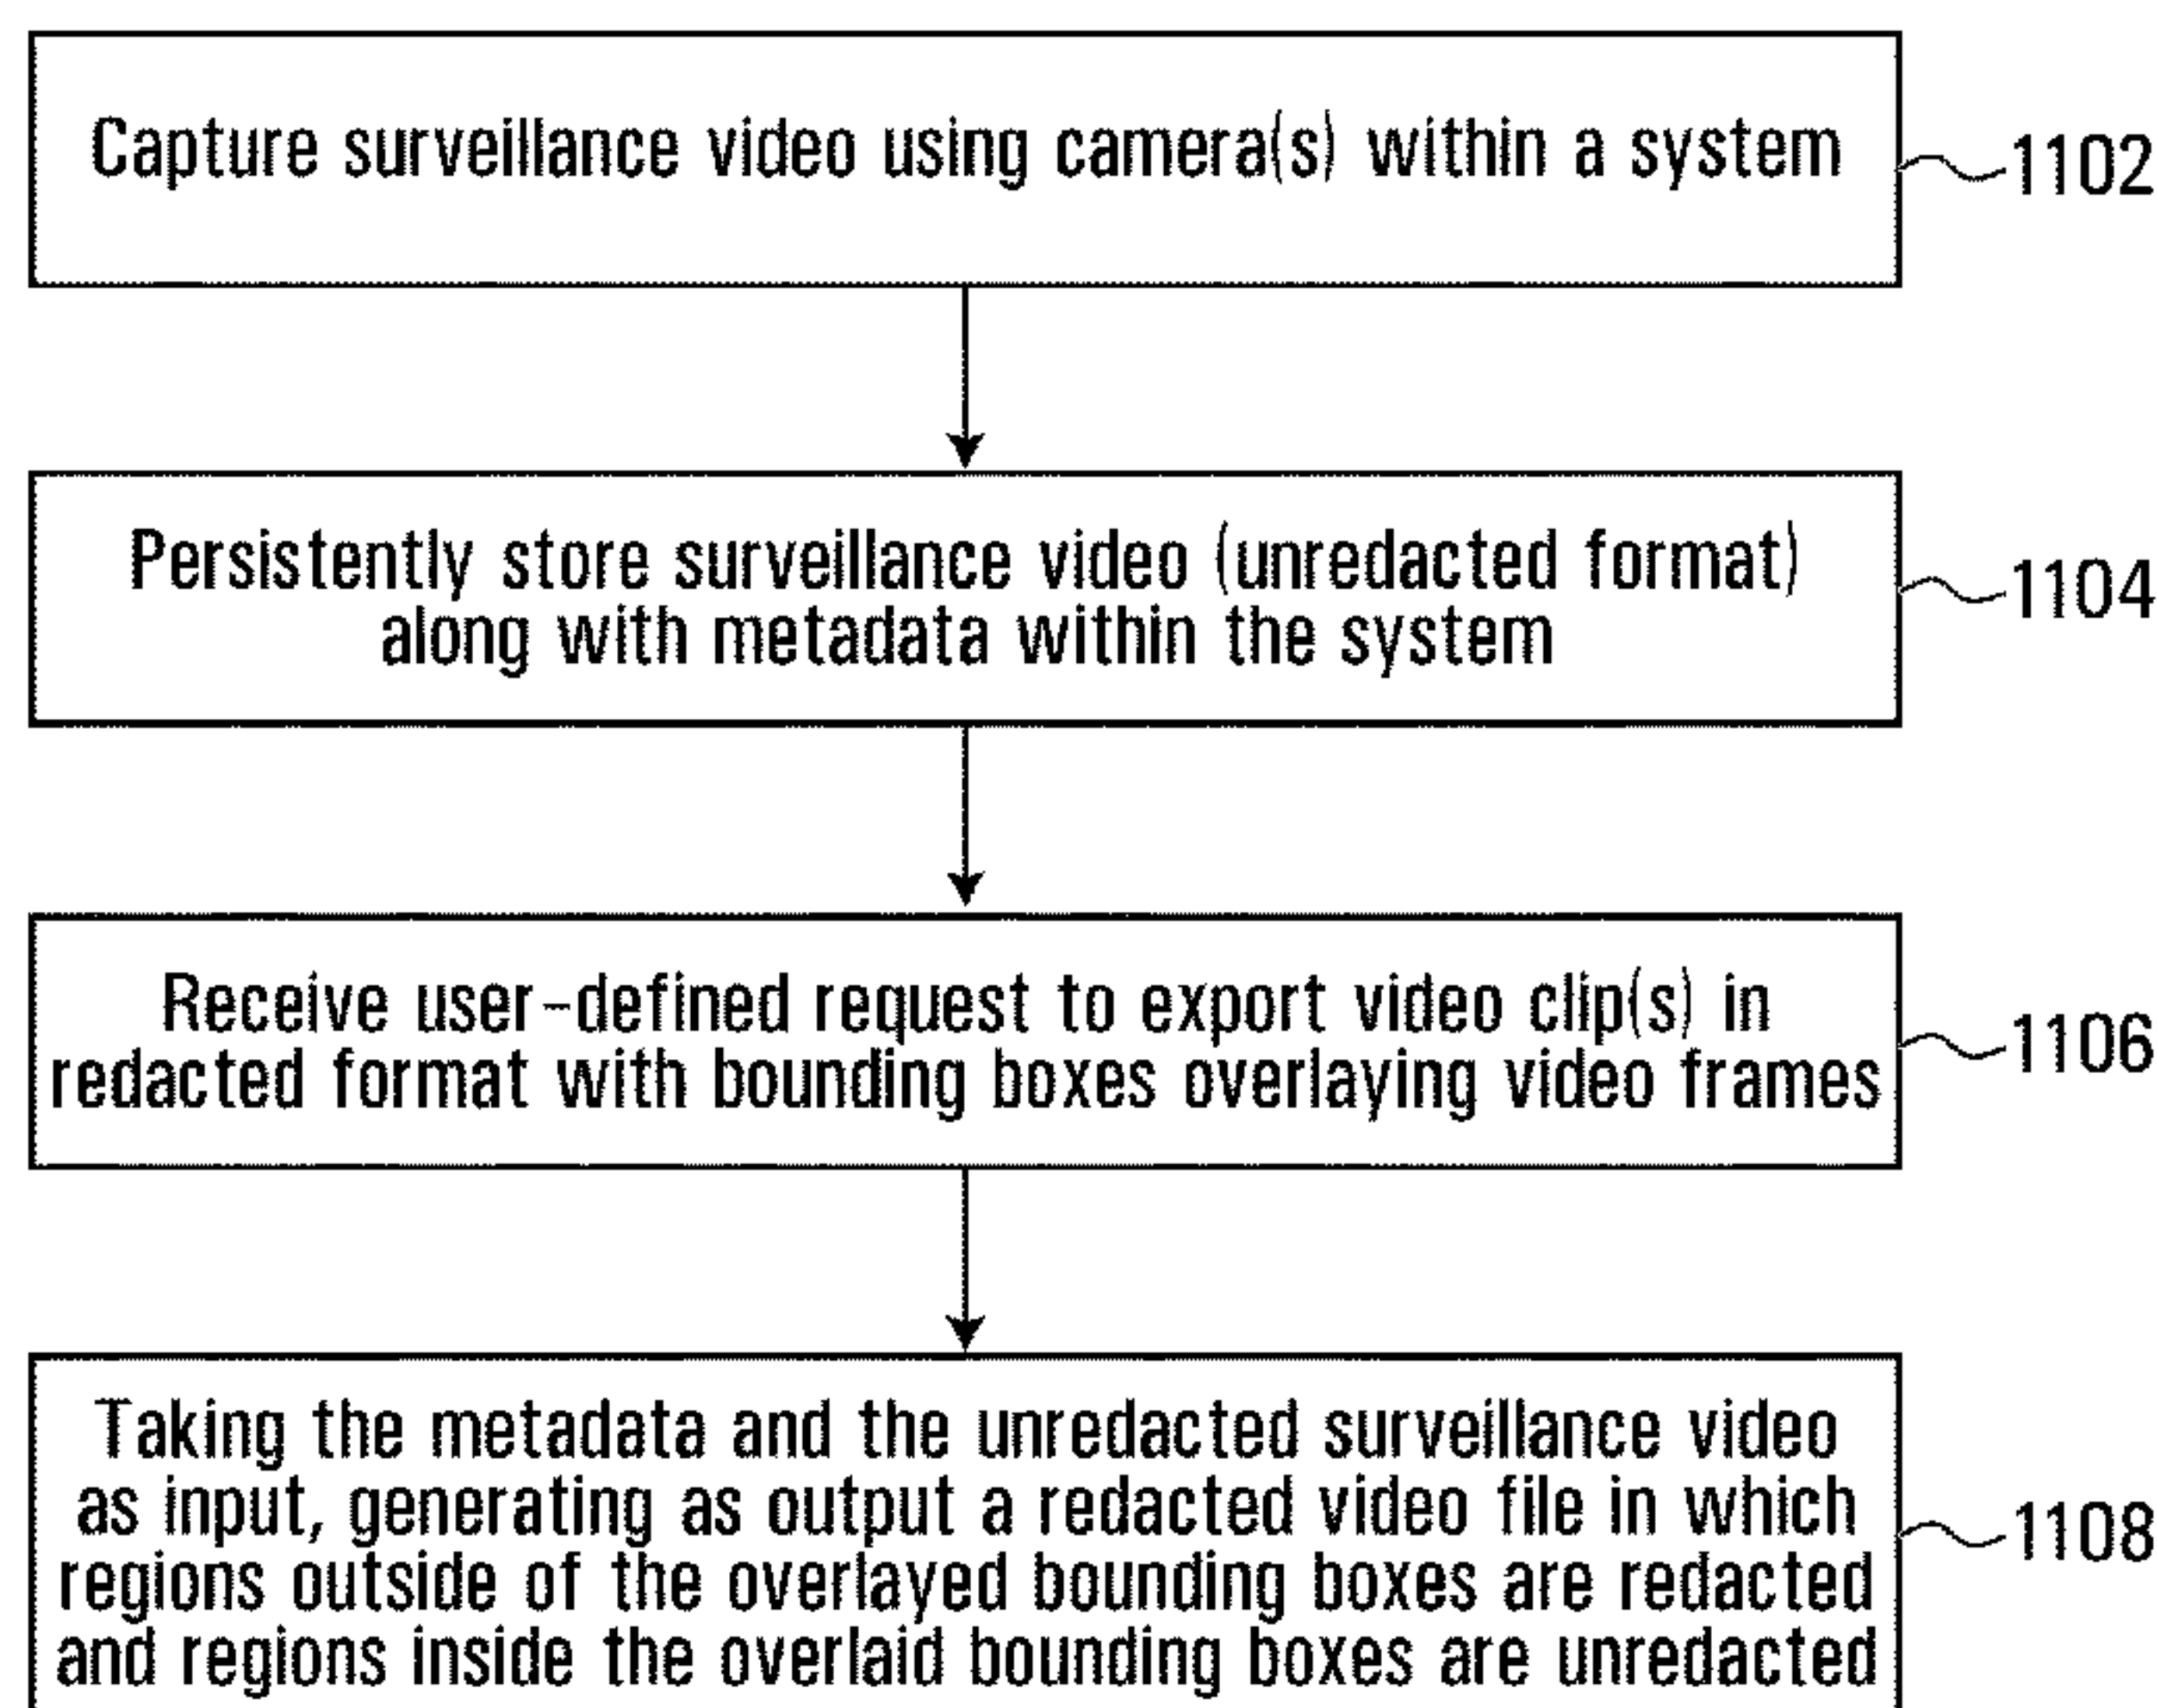 Capture surveillance video using camera(s) within a system
1102
Persistently store surveillance video (unredacted format)
along with metadata within the system
1104
Receive user-defined request to export video clip(s) in
redacted format with bounding boxes overlaying video frames
1106
Taking the metadata and the unredacted surveillance video
as input, generating as output a redacted video file in which
regions outside of the overlayed bounding boxes are redacted
and regions inside the overlaid bounding boxes are unredacted
1108